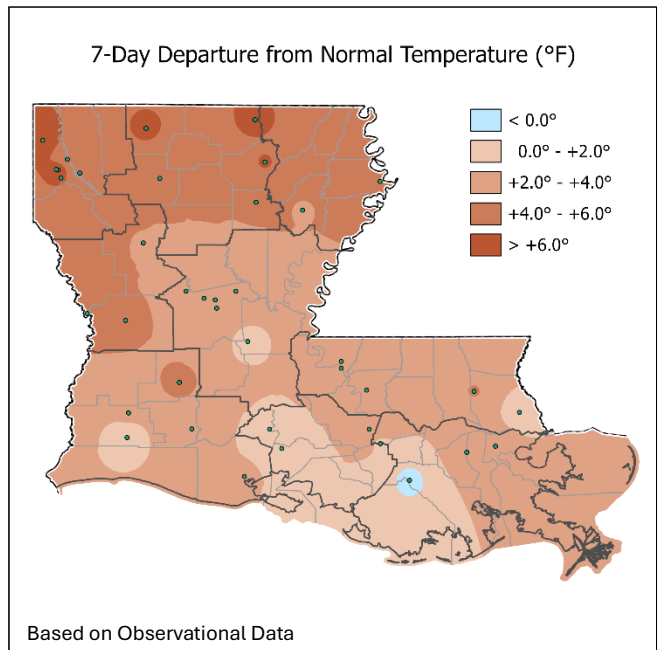 7-Day Departure from Normal Temperature (°F)
< 0.0°
0.0° - +2.0°
+2.0° - +4.0°
+4.0° - +6.0°
> +6.0°
Based on Observational Data